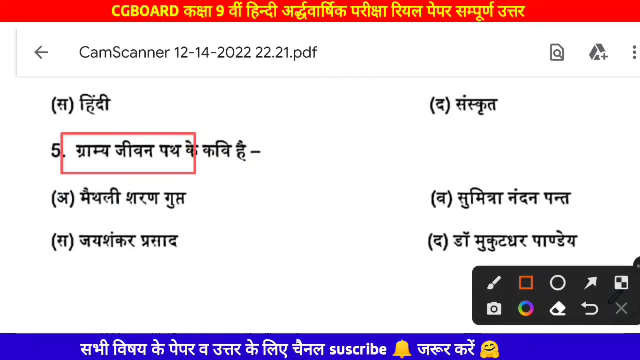 CGBOARD कक्षा 9 वीं हिन्दी अर्द्धवार्षिक परीक्षा रियल पेपर सम्पूर्ण उत्तर
CamScanner 12-14-2022 22.21.pdf
(स) हिंदी (द) संस्कृत
5. ग्राम्य जीवन पथ के कवि है –
(अ) मैथली शरण गुप्त (व) सुमित्रा नंदन पन्त
(स) जयशंकर प्रसाद (द) डॉ मुकुटधर पाण्डेय
सभी विषय के पेपर व उत्तर के लिए चैनल suscribe 🔔 जरूर करें 🤗